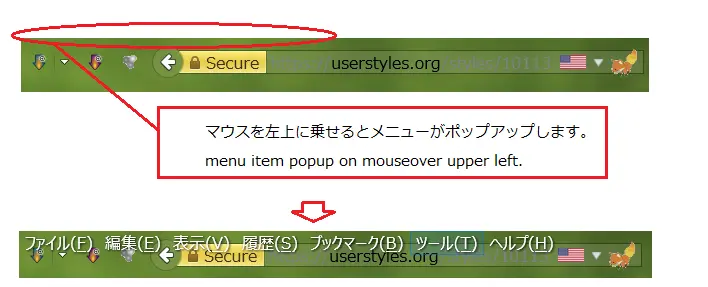 Secure userstyles.org
マウスを左上に乗せるとメニューがポップアップします。
menu item popup on mouseover upper left.
ファイル(F) 編集(E) 表示(V) 履歴(S) ブックマーク(B) ツール(T) ヘルプ(H)
Secure userstyles.org